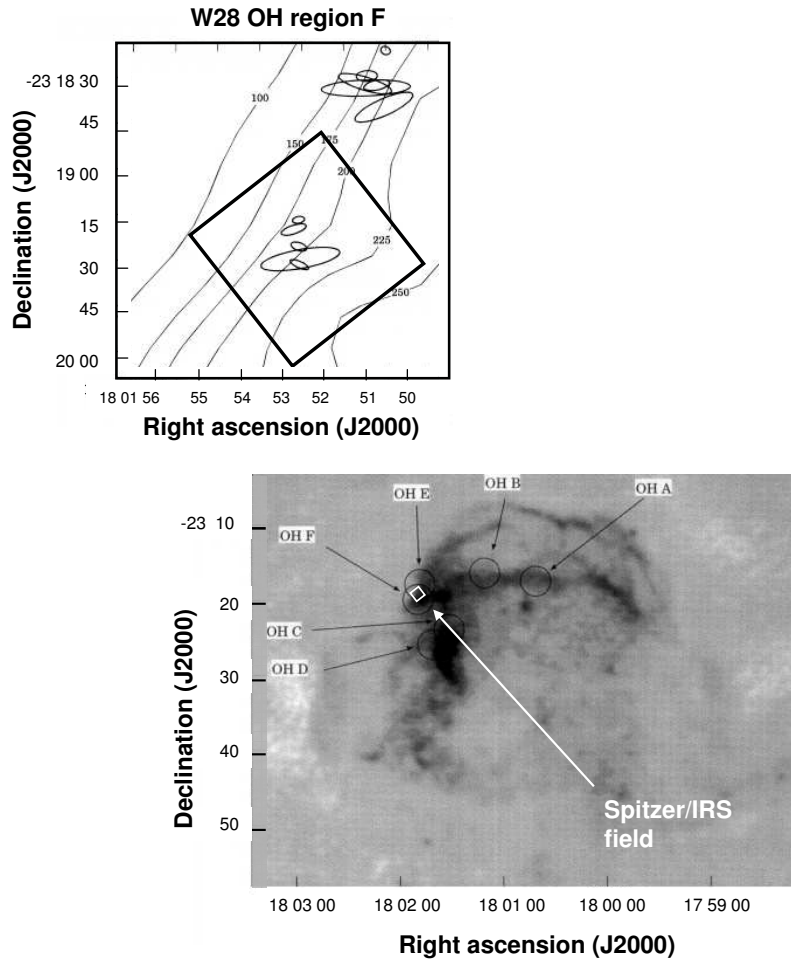 W28 OH region F
100
150
175
200
225
250
-23 18 30
45
19 00
15
30
45
20 00
Declination (J2000)
18 01 56
55
54
53
52
51
50
Right ascension (J2000)
OH E
OH B
OH A
OH F
OH C
OH D
-23 10
20
30
40
50
Declination (J2000)
Spitzer/IRS
field
18 03 00
18 02 00
18 01 00
18 00 00
17 59 00
Right ascension (J2000)